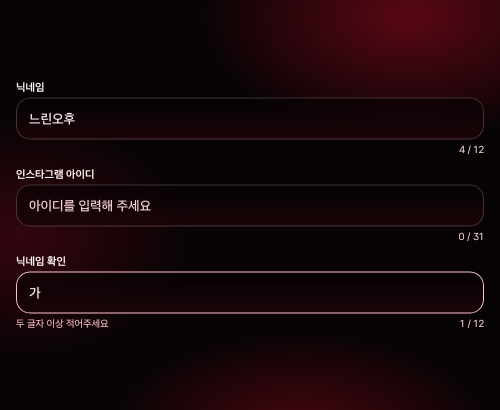 닉네임
느린오후
4 / 12
인스타그램 아이디
아이디를 입력해 주세요
0 / 31
닉네임 확인
가
두 글자 이상 적어주세요 1 / 12